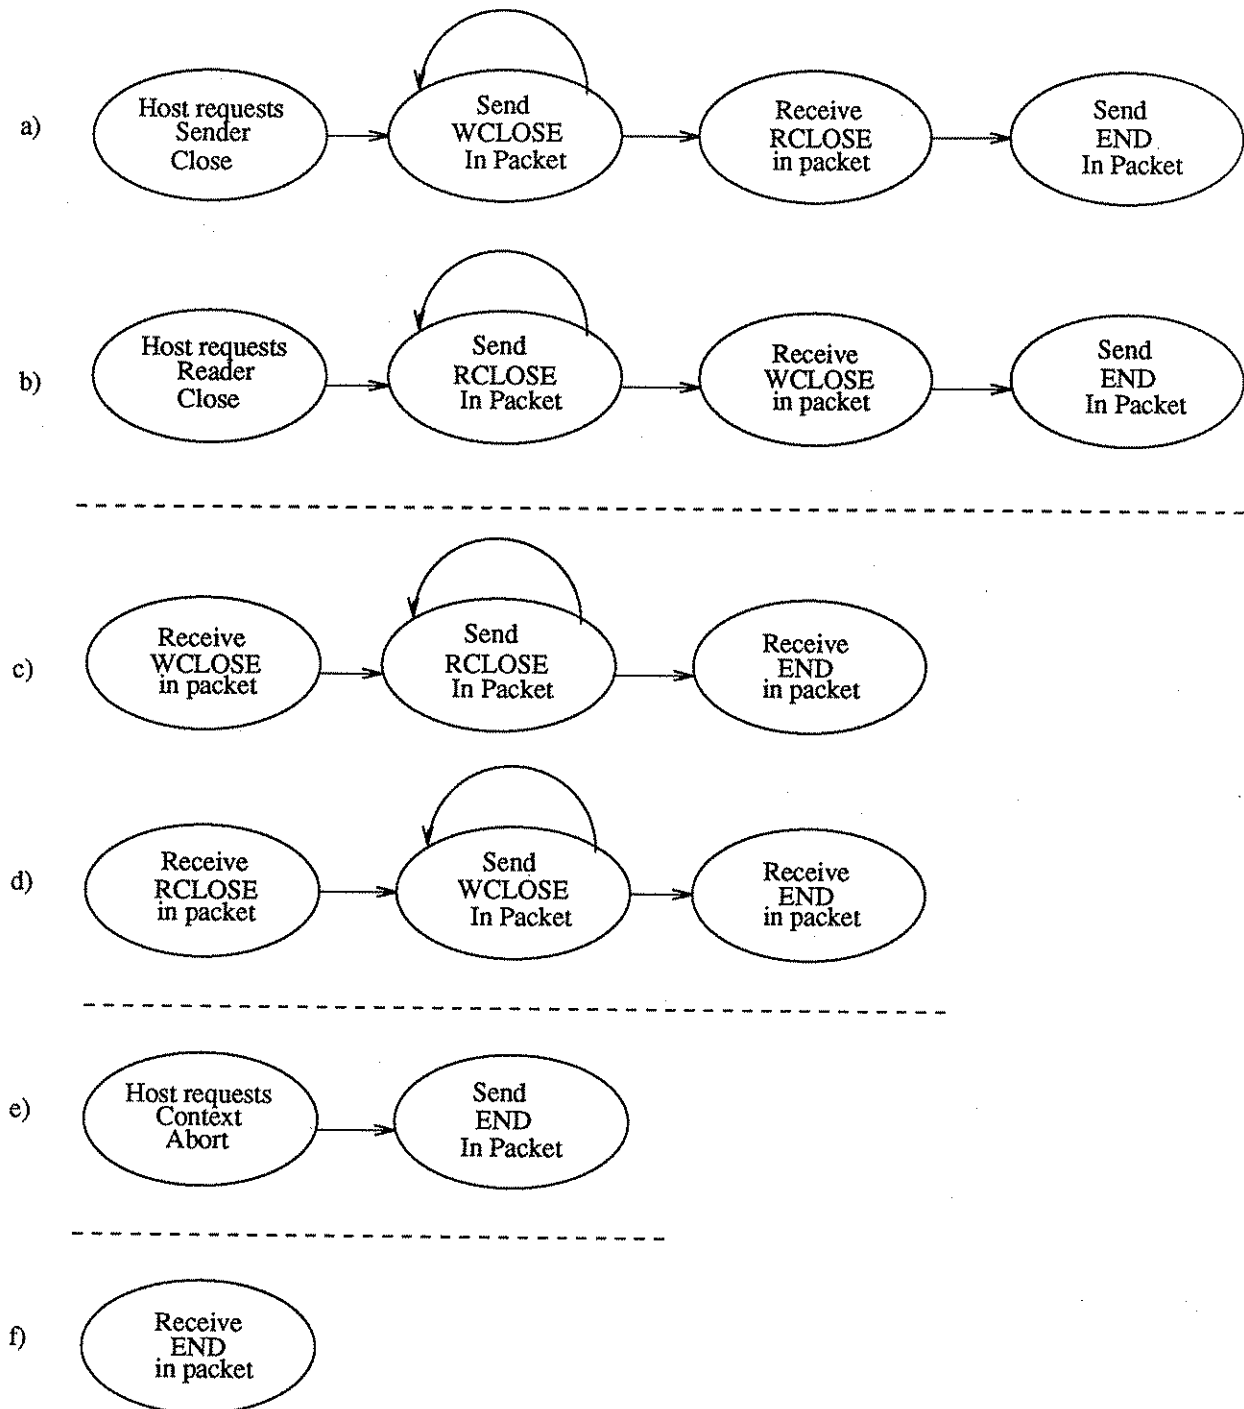 a)
Host requests
Sender
Close
Send
WCLOSE
In Packet
Receive
RCLOSE
in packet
Send
END
In Packet
b)
Host requests
Reader
Close
Send
RCLOSE
In Packet
Receive
WCLOSE
in packet
Send
END
In Packet
c)
Receive
WCLOSE
in packet
Send
RCLOSE
In Packet
Receive
END
in packet
d)
Receive
RCLOSE
in packet
Send
WCLOSE
In Packet
Receive
END
in packet
e)
Host requests
Context
Abort
Send
END
In Packet
f)
Receive
END
in packet